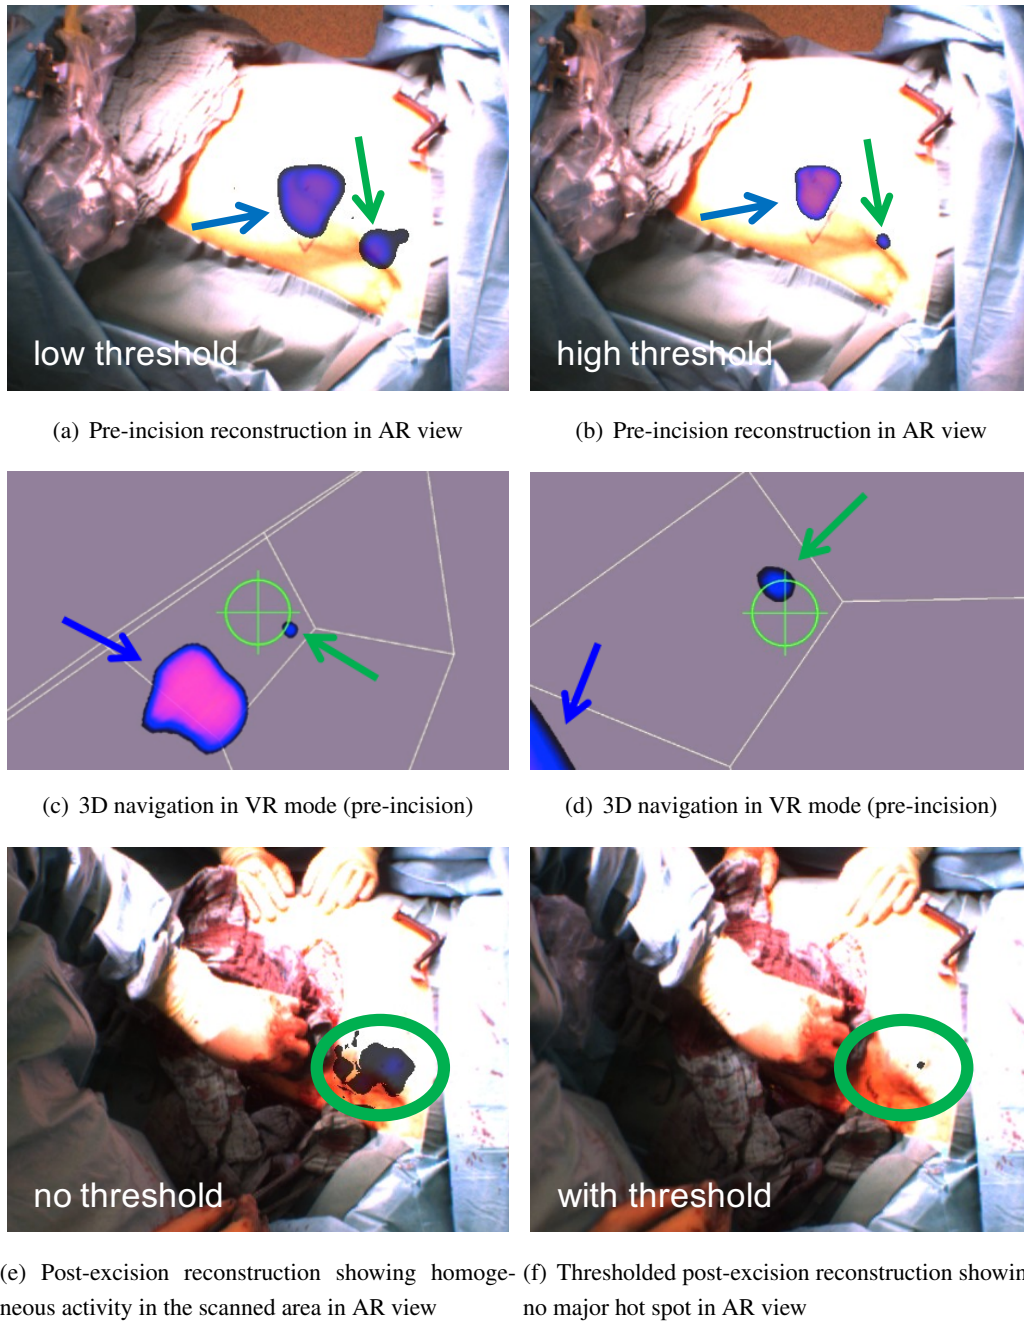 low threshold
high threshold
(a) Pre-incision reconstruction in AR view
(b) Pre-incision reconstruction in AR view
(c) 3D navigation in VR mode (pre-incision)
(d) 3D navigation in VR mode (pre-incision)
no threshold
with threshold
(e) Post-excision reconstruction showing homoge-
neous activity in the scanned area in AR view
(f) Thresholded post-excision reconstruction showin
no major hot spot in AR view